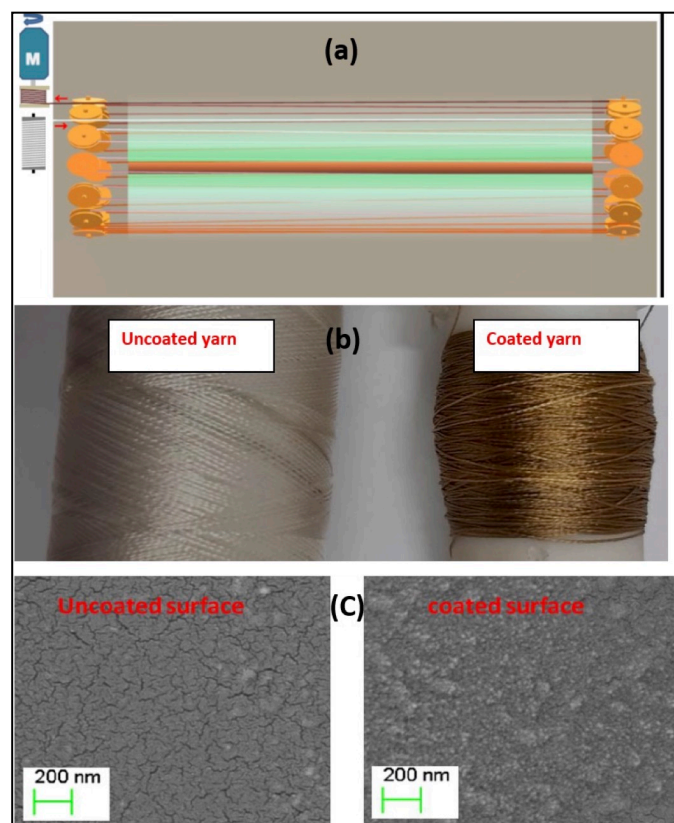 (a)
M
Uncoated yarn
(b)
Coated yarn
Uncoated surface
(C)
coated surface
200 nm
200 nm